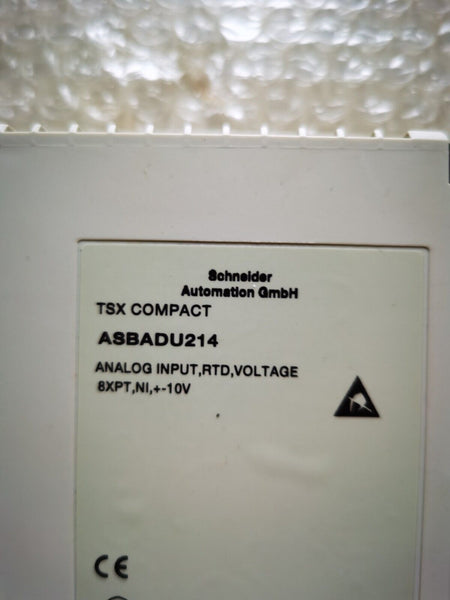 Schneider
Automation GmbH
TSX COMPACT
ASBADU214
ANALOG INPUT,RTD,VOLTAGE
8XPT,NI,+-10V
CE